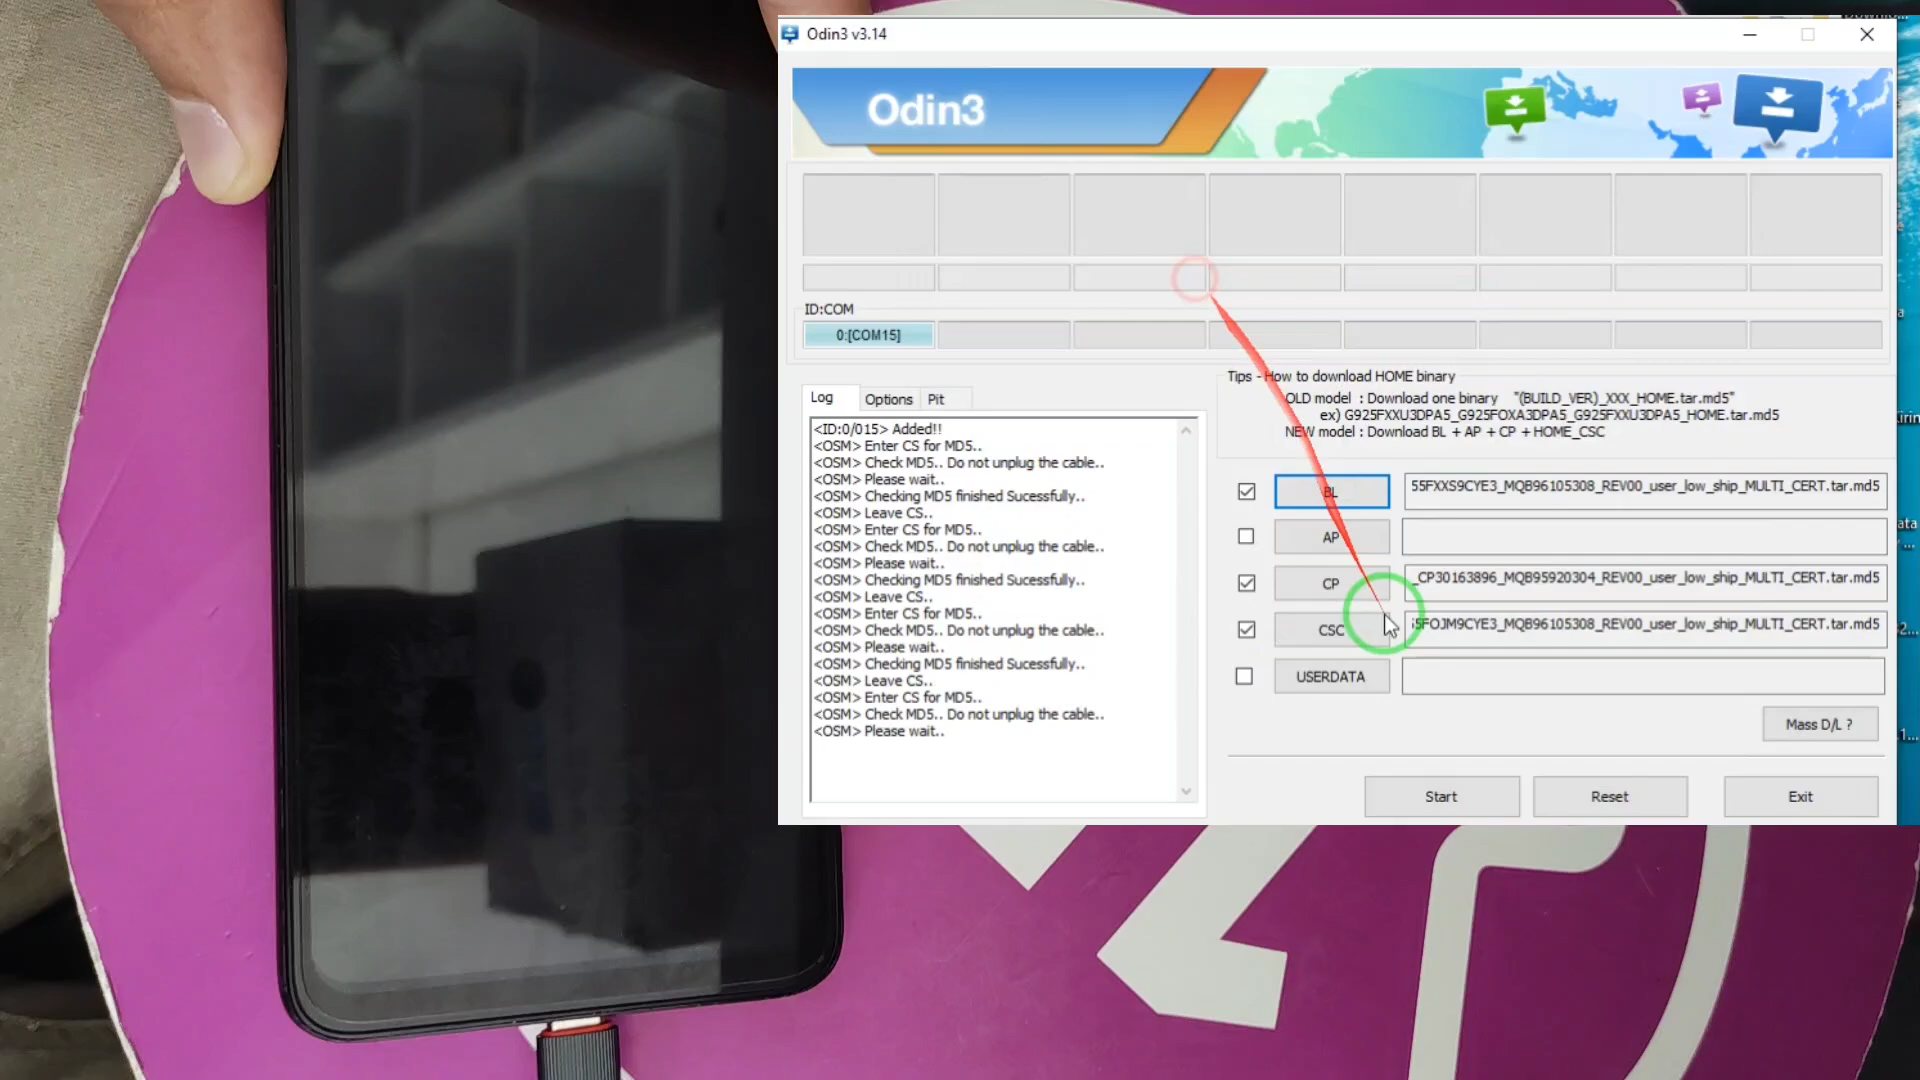 Odin3 v3.14
Odin3
ID:COM
0:[COM15]
Log
Options
Pit
<ID:0/015> Added!!
<OSM> Enter CS for MD5..
<OSM> Check MD5.. Do not unplug the cable..
<OSM> Please wait..
<OSM> Checking MD5 finished Sucessfully..
<OSM> Leave CS..
<OSM> Enter CS for MD5..
<OSM> Check MD5.. Do not unplug the cable..
<OSM> Please wait..
<OSM> Checking MD5 finished Sucessfully..
<OSM> Leave CS..
<OSM> Enter CS for MD5..
<OSM> Check MD5.. Do not unplug the cable..
<OSM> Please wait..
<OSM> Checking MD5 finished Sucessfully..
<OSM> Leave CS..
<OSM> Enter CS for MD5..
<OSM> Check MD5.. Do not unplug the cable..
<OSM> Please wait..
Tips - How to download HOME binary
OLD model : Download one binary "(BUILD_VER)_XXX_HOME.tar.md5"
ex) G925FXXU3DPA5_G925FOXA3DPA5_G925FXXU3DPA5_HOME.tar.md5
NEW model : Download BL + AP + CP + HOME_CSC
BL 55FXXS9CYE3_MQB96105308_REV00_user_low_ship_MULTI_CERT.tar.md5
AP
CP _CP30163896_MQB95920304_REV00_user_low_ship_MULTI_CERT.tar.md5
CSC 5FOJM9CYE3_MQB96105308_REV00_user_low_ship_MULTI_CERT.tar.md5
USERDATA
Mass D/L ?
Start
Reset
Exit